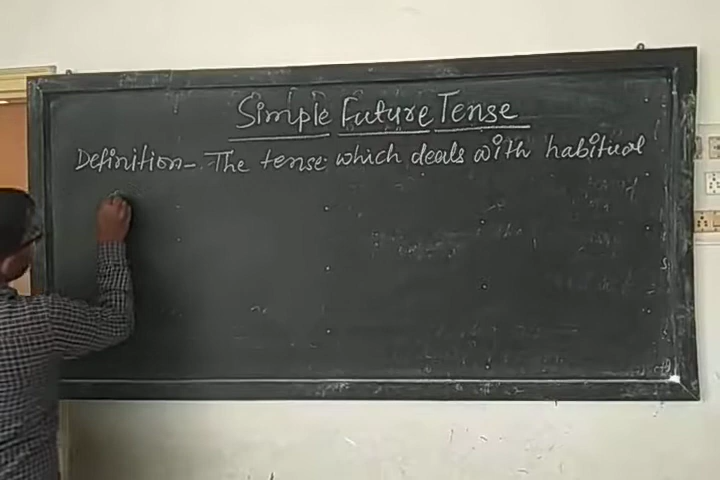 Simple Future Tense
Definition - The tense which deals with habitual